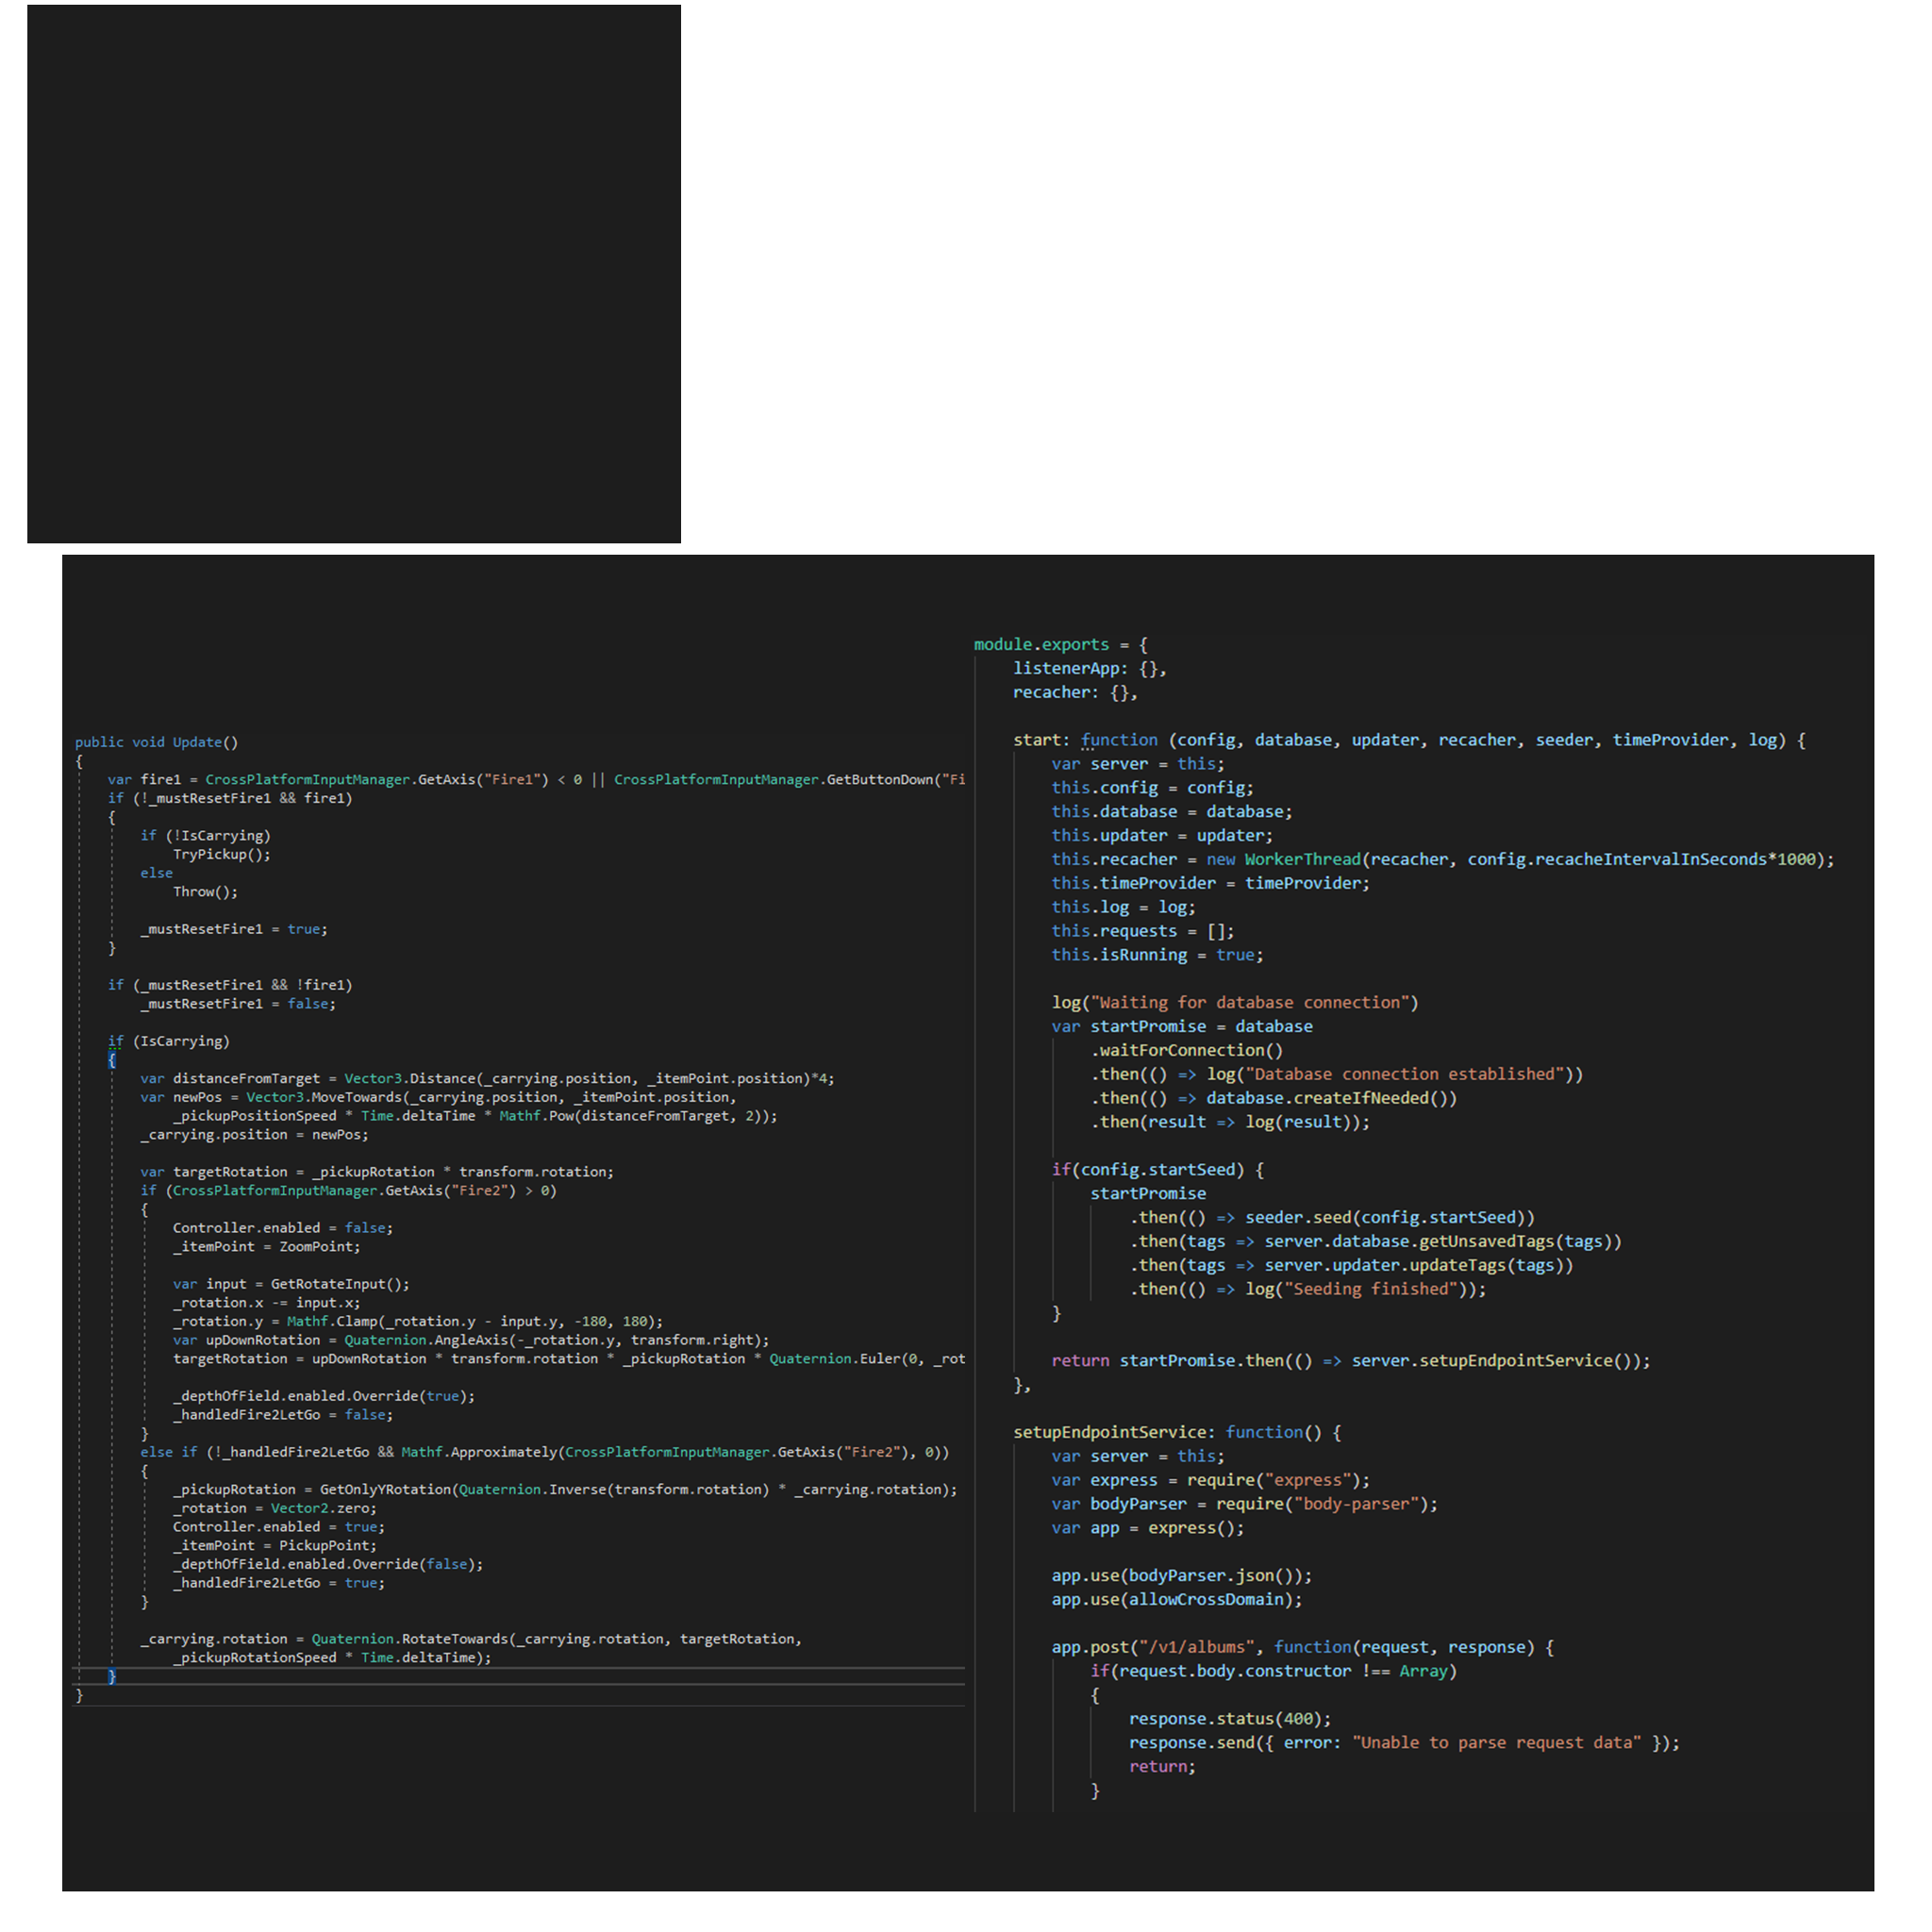 public void Update()
{
var fire1 = CrossPlatformInputManager.GetAxis("Fire1") < 0 || CrossPlatformInputManager.GetButtonDown("Fi
if (!_mustResetFire1 && fire1)
{
if (!IsCarrying)
TryPickup();
else
Throw();
_mustResetFire1 = true;
}
if (_mustResetFire1 && !fire1)
_mustResetFire1 = false;
if (IsCarrying)
{
var distanceFromTarget = Vector3.Distance(_carrying.position, _itemPoint.position)*4;
var newPos = Vector3.MoveTowards(_carrying.position, _itemPoint.position,
_pickupPositionSpeed * Time.deltaTime * Mathf.Pow(distanceFromTarget, 2));
_carrying.position = newPos;
var targetRotation = _pickupRotation * transform.rotation;
if (CrossPlatformInputManager.GetAxis("Fire2") > 0)
{
Controller.enabled = false;
_itemPoint = ZoomPoint;
var input = GetRotateInput();
_rotation.x -= input.x;
_rotation.y = Mathf.Clamp(_rotation.y - input.y, -180, 180);
var upDownRotation = Quaternion.AngleAxis(-_rotation.y, transform.right);
targetRotation = upDownRotation * transform.rotation * _pickupRotation * Quaternion.Euler(0, _rot
_depthOfField.enabled.Override(true);
_handledFire2LetGo = false;
}
else if (!_handledFire2LetGo && Mathf.Approximately(CrossPlatformInputManager.GetAxis("Fire2"), 0))
{
_pickupRotation = GetOnlyYRotation(Quaternion.Inverse(transform.rotation) * _carrying.rotation);
_rotation = Vector2.zero;
Controller.enabled = true;
_itemPoint = PickupPoint;
_depthOfField.enabled.Override(false);
_handledFire2LetGo = true;
}
_carrying.rotation = Quaternion.RotateTowards(_carrying.rotation, targetRotation,
_pickupRotationSpeed * Time.deltaTime);
}
}
module.exports = {
listenerApp: {},
recacher: {},
start: function (config, database, updater, recacher, seeder, timeProvider, log) {
var server = this;
this.config = config;
this.database = database;
this.updater = updater;
this.recacher = new WorkerThread(recacher, config.recacheIntervalInSeconds*1000);
this.timeProvider = timeProvider;
this.log = log;
this.requests = [];
this.isRunning = true;
log("Waiting for database connection")
var startPromise = database
.waitForConnection()
.then(() => log("Database connection established"))
.then(() => database.createIfNeeded())
.then(result => log(result));
if(config.startSeed) {
startPromise
.then(() => seeder.seed(config.startSeed))
.then(tags => server.database.getUnsavedTags(tags))
.then(tags => server.updater.updateTags(tags))
.then(() => log("Seeding finished"));
}
return startPromise.then(() => server.setupEndpointService());
},
setupEndpointService: function() {
var server = this;
var express = require("express");
var bodyParser = require("body-parser");
var app = express();
app.use(bodyParser.json());
app.use(allowCrossDomain);
app.post("/v1/albums", function(request, response) {
if(request.body.constructor !== Array)
{
response.status(400);
response.send({ error: "Unable to parse request data" });
return;
}